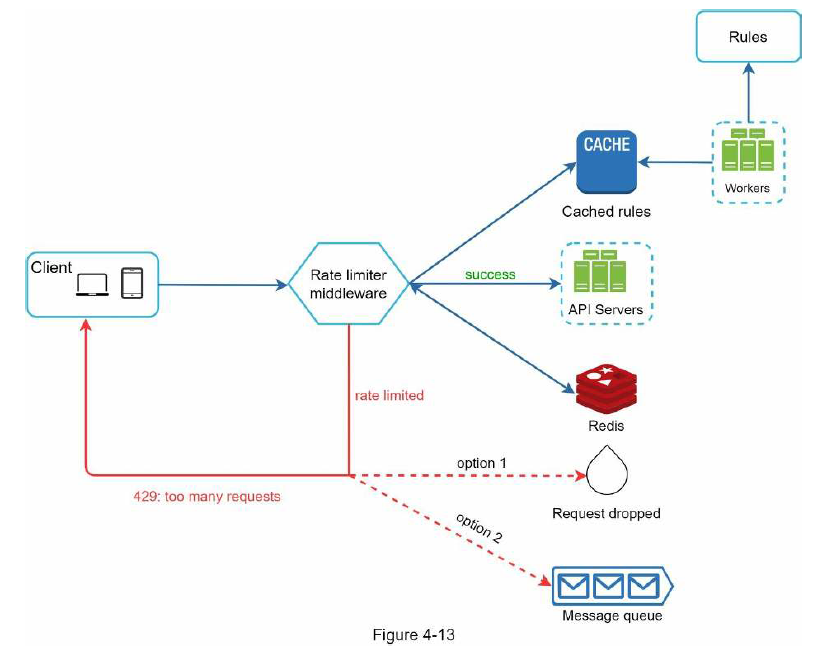 Rules
CACHE
Workers
Cached rules
Client
Rate limiter
middleware
success
API Servers
rate limited
Redis
option 1
429: too many requests
Request dropped
option 2
Message queue
Figure 4-13